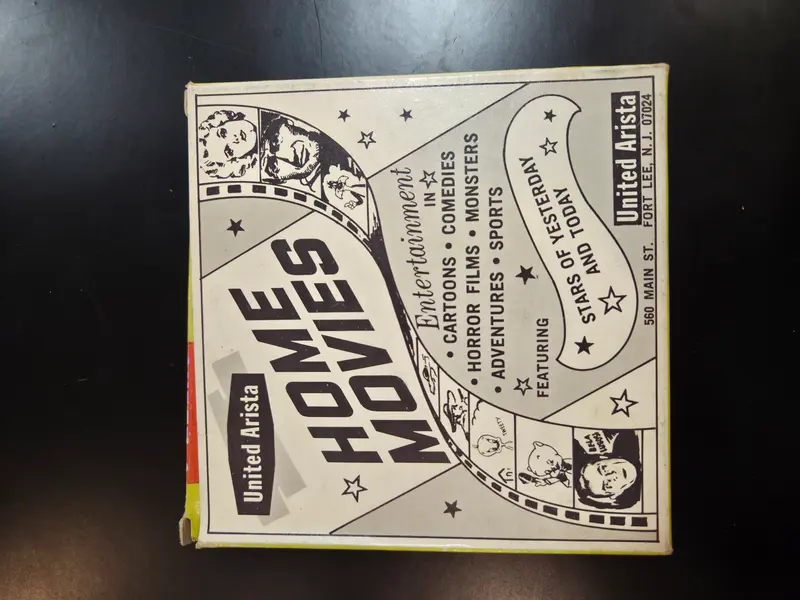 United Arista
HOME
MOVIES
Entertainment
IN
• CARTOONS • COMEDIES
• HORROR FILMS • MONSTERS
• ADVENTURES • SPORTS
FEATURING
STARS OF YESTERDAY
AND TODAY
United Arista
560 MAIN ST. FORT LEE, N. J. 07024
TWEETY